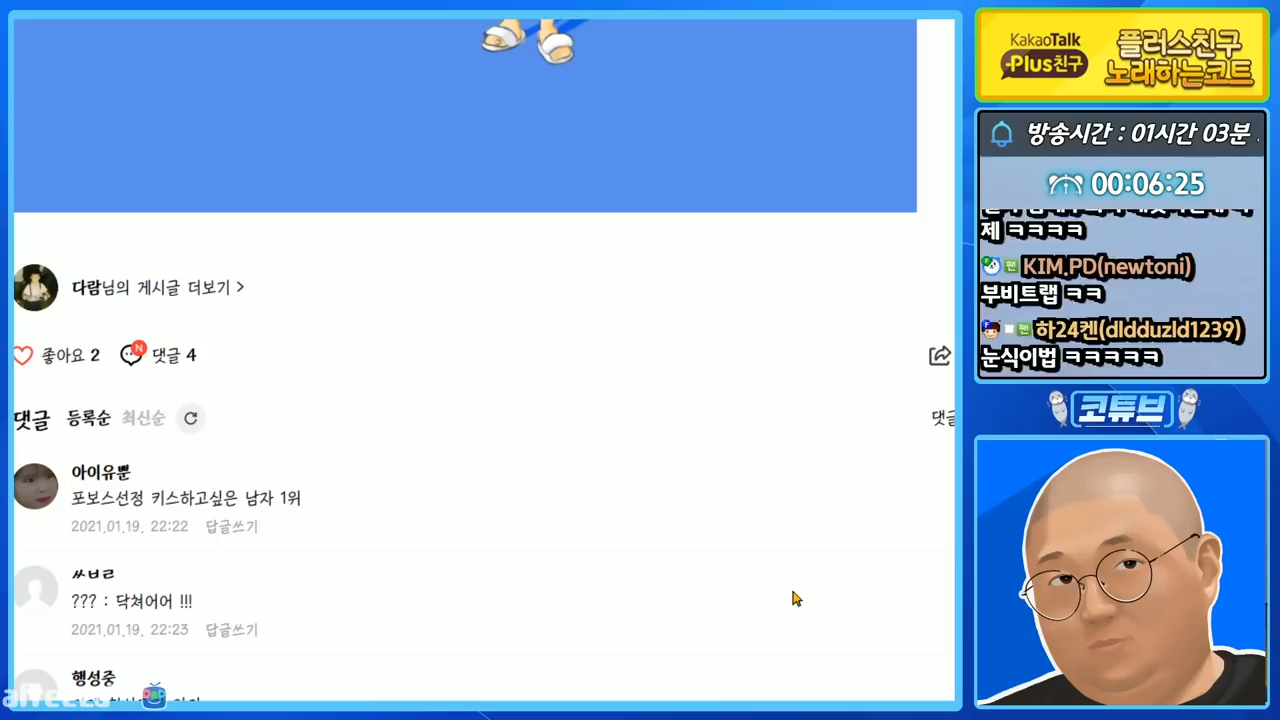 다람님의 게시글 더보기 >
좋아요 2 N 댓글 4
댓글 등록순 최신순
댓글
아이유뿐
포보스선정 키스하고싶은 남자 1위
2021.01.19. 22:22 답글쓰기
ㅆㅂㄹ
??? : 닥쳐어어 !!!
2021.01.19. 22:23 답글쓰기
행성중
KakaoTalk
Plus친구
플러스친구
노래하는코트
방송시간 : 01시간 03분
00:06:25
제 ㅋㅋㅋㅋ
팬 KIM.PD(newtoni)
부비트랩 ㅋㅋ
팬 하24켄(dldduzld1239)
눈식이법 ㅋㅋㅋㅋㅋ
코튜브